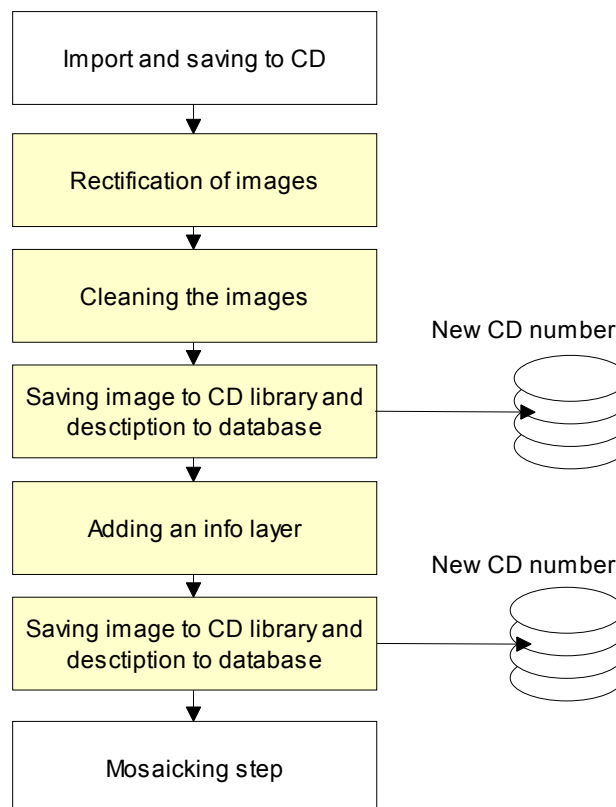 Import and saving to CD
Rectification of images
Cleaning the images
New CD number
Saving image to CD library and
desctiption to database
Adding an info layer
New CD number
Saving image to CD library and
desctiption to database
Mosaicking step